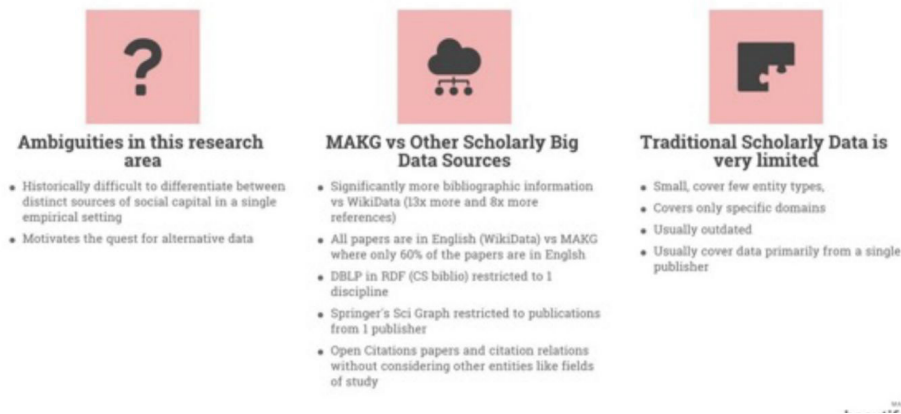 Ambiguities in this research
area
• Historically difficult to differentiate between
distinct sources of social capital in a single
empirical setting
• Motivates the quest for alternative data
MAKG vs Other Scholarly Big
Data Sources
• Significantly more bibliographic information
vs WikiData (13x more and 8x more
references)
• All papers are in English (WikiData) vs MAKG
where only 60% of the papers are in Englsh
• DBLP in RDF (CS biblio) restricted to 1
discipline
• Springer's Sci Graph restricted to publications
from 1 publisher
• Open Citations papers and citation relations
without considering other entities like fields
of study
Traditional Scholarly Data is
very limited
• Small, cover few entity types,
• Covers only specific domains
• Usually outdated
• Usually cover data primarily from a single
publisher